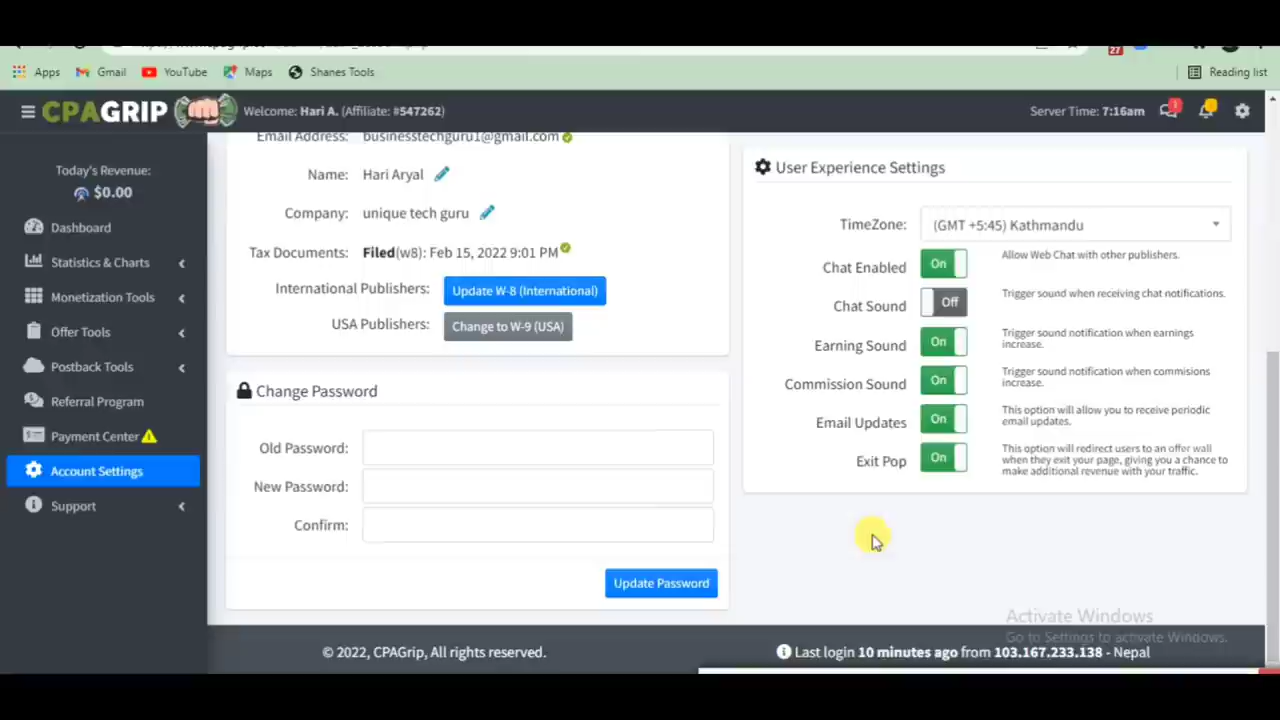 27
Apps Gmail YouTube Maps Shanes Tools Reading list
CPAGRIP Welcome: Hari A. (Affiliate: #547262) Server Time: 7:16am
Today's Revenue:
$0.00
Dashboard
Statistics & Charts
Monetization Tools
Offer Tools
Postback Tools
Referral Program
Payment Center
Account Settings
Support
Email Address: businesstechguru1@gmail.com
Name: Hari Aryal
Company: unique tech guru
Tax Documents: Filed(w8): Feb 15, 2022 9:01 PM
International Publishers: Update W-8 (International)
USA Publishers: Change to W-9 (USA)
Change Password
Old Password:
New Password:
Confirm:
Update Password
User Experience Settings
TimeZone: (GMT +5:45) Kathmandu
Chat Enabled On Allow Web Chat with other publishers.
Chat Sound Off Trigger sound when receiving chat notifications.
Earning Sound On Trigger sound notification when earnings
increase.
Commission Sound On Trigger sound notification when commisions
increase.
Email Updates On This option will allow you to receive periodic
email updates.
Exit Pop On This option will redirect users to an offer wall
when they exit your page, giving you a chance to
make additional revenue with your traffic.
Activate Windows
Go to Settings to activate Windows.
© 2022, CPAGrip, All rights reserved. Last login 10 minutes ago from 103.167.233.138 - Nepal